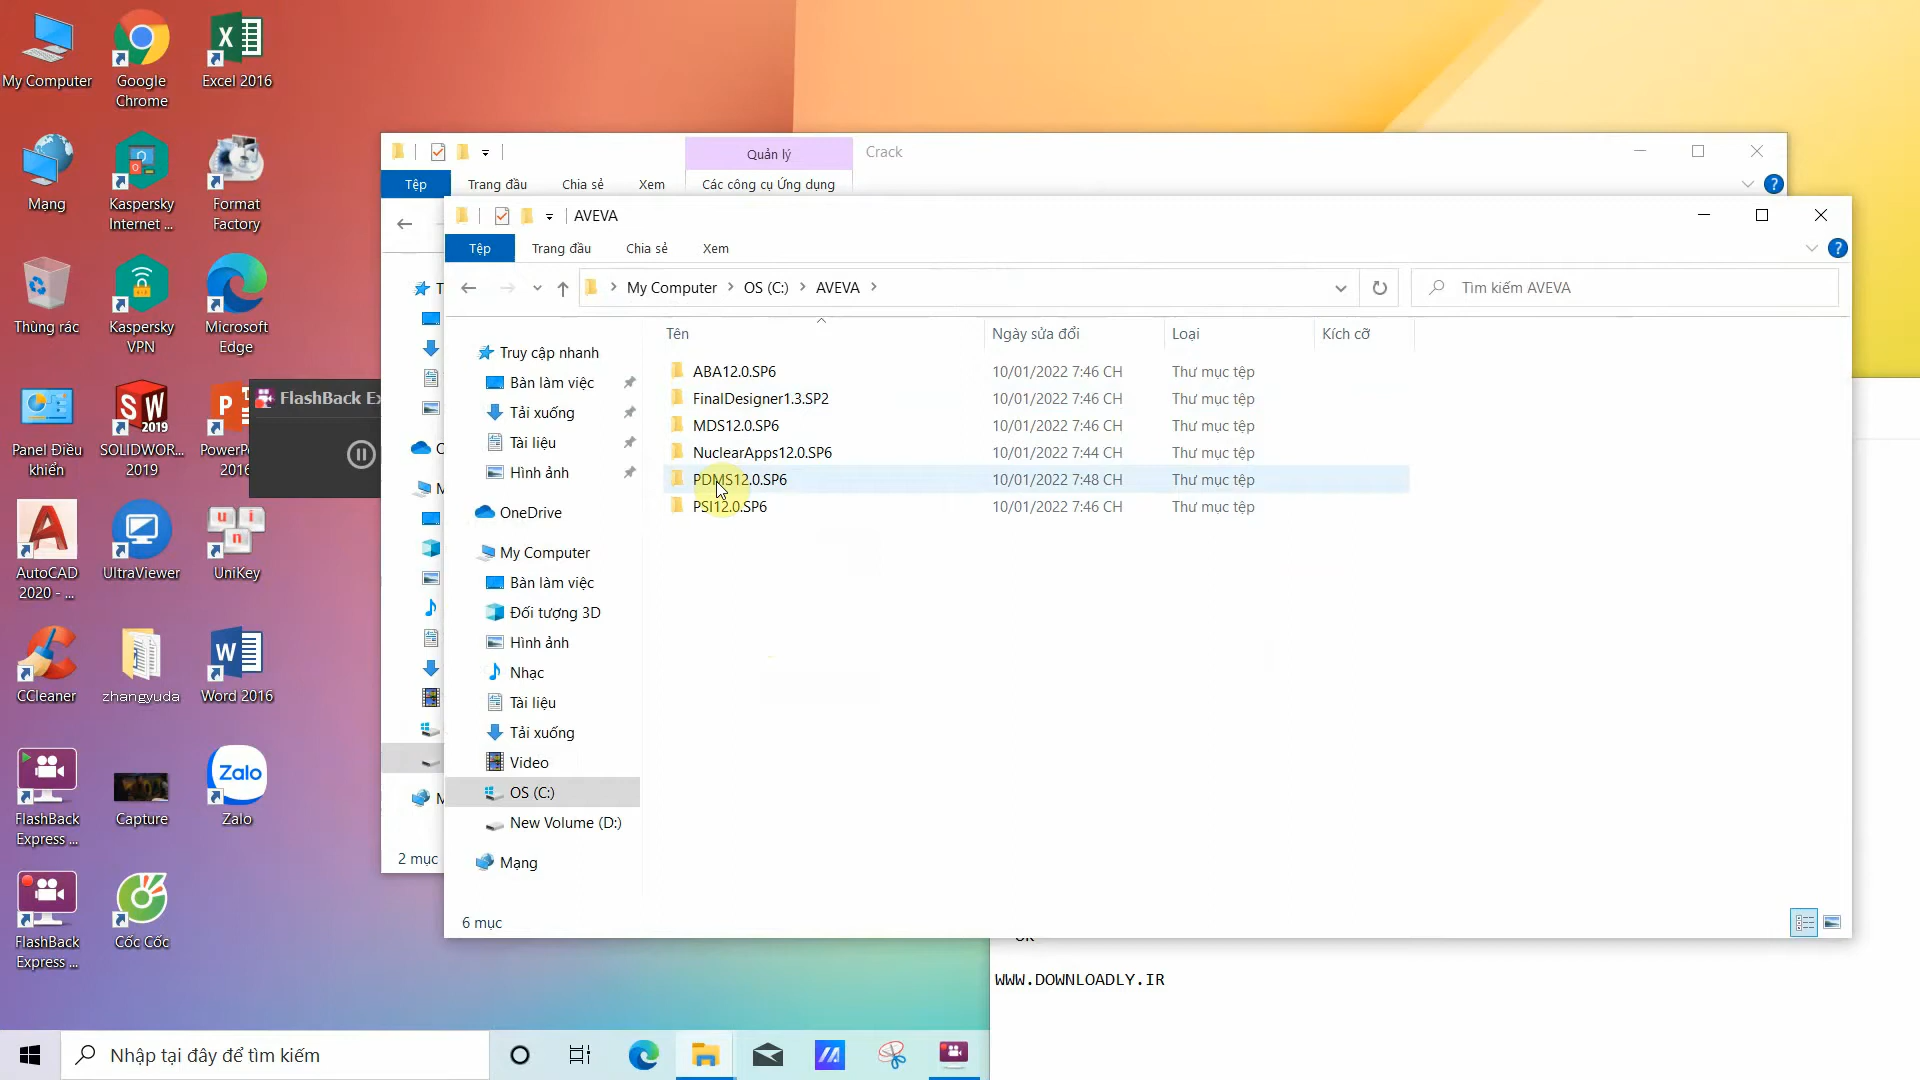 My Computer
Google
Chrome
Excel 2016
Mạng
Kaspersky
Internet ...
Format
Factory
Thùng rác
Kaspersky
VPN
Microsoft
Edge
Panel Điều
khiển
SOLIDWOR...
2019
PowerP
2016
AutoCAD
2020 - ...
UltraViewer
UniKey
CCleaner
zhangyuda
Word 2016
FlashBack
Express ...
Capture
Zalo
FlashBack
Express ...
Cốc Cốc
FlashBack Ex
Quản lý
Crack
Tệp
Trang đầu
Chia sẻ
Xem
Các công cụ Ứng dụng
2 mục
AVEVA
Tệp
Trang đầu
Chia sẻ
Xem
My Computer > OS (C:) > AVEVA >
Tìm kiếm AVEVA
Truy cập nhanh
Bàn làm việc
Tải xuống
Tài liệu
Hình ảnh
OneDrive
My Computer
Bàn làm việc
Đối tượng 3D
Hình ảnh
Nhạc
Tài liệu
Tải xuống
Video
OS (C:)
New Volume (D:)
Mạng
Tên Ngày sửa đổi Loại Kích cỡ
ABA12.0.SP6 10/01/2022 7:46 CH Thư mục tệp
FinalDesigner1.3.SP2 10/01/2022 7:46 CH Thư mục tệp
MDS12.0.SP6 10/01/2022 7:46 CH Thư mục tệp
NuclearApps12.0.SP6 10/01/2022 7:44 CH Thư mục tệp
PDMS12.0.SP6 10/01/2022 7:48 CH Thư mục tệp
PSI12.0.SP6 10/01/2022 7:46 CH Thư mục tệp
6 mục
WWW.DOWNLOADLY.IR
Nhập tại đây để tìm kiếm